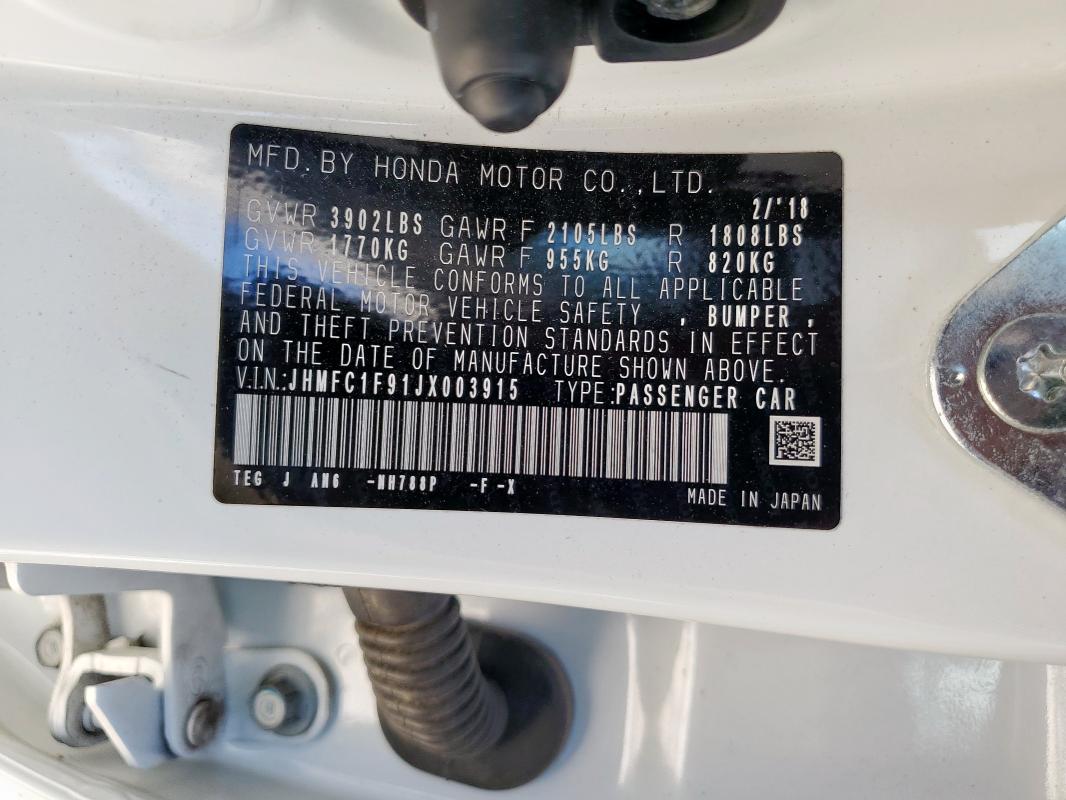 MFD. BY HONDA MOTOR CO., LTD.
2/'18
GVWR 3902LBS GAWR F 2105LBS R 1808LBS
GVWR 1770KG GAWR F 955KG R 820KG
THIS VEHICLE CONFORMS TO ALL APPLICABLE
FEDERAL MOTOR VEHICLE SAFETY , BUMPER ,
AND THEFT PREVENTION STANDARDS IN EFFECT
ON THE DATE OF MANUFACTURE SHOWN ABOVE.
V.I.N.:JHMFC1F91JX003915 TYPE:PASSENGER CAR
TEG J AN6 -NH788P -F -X
MADE IN JAPAN